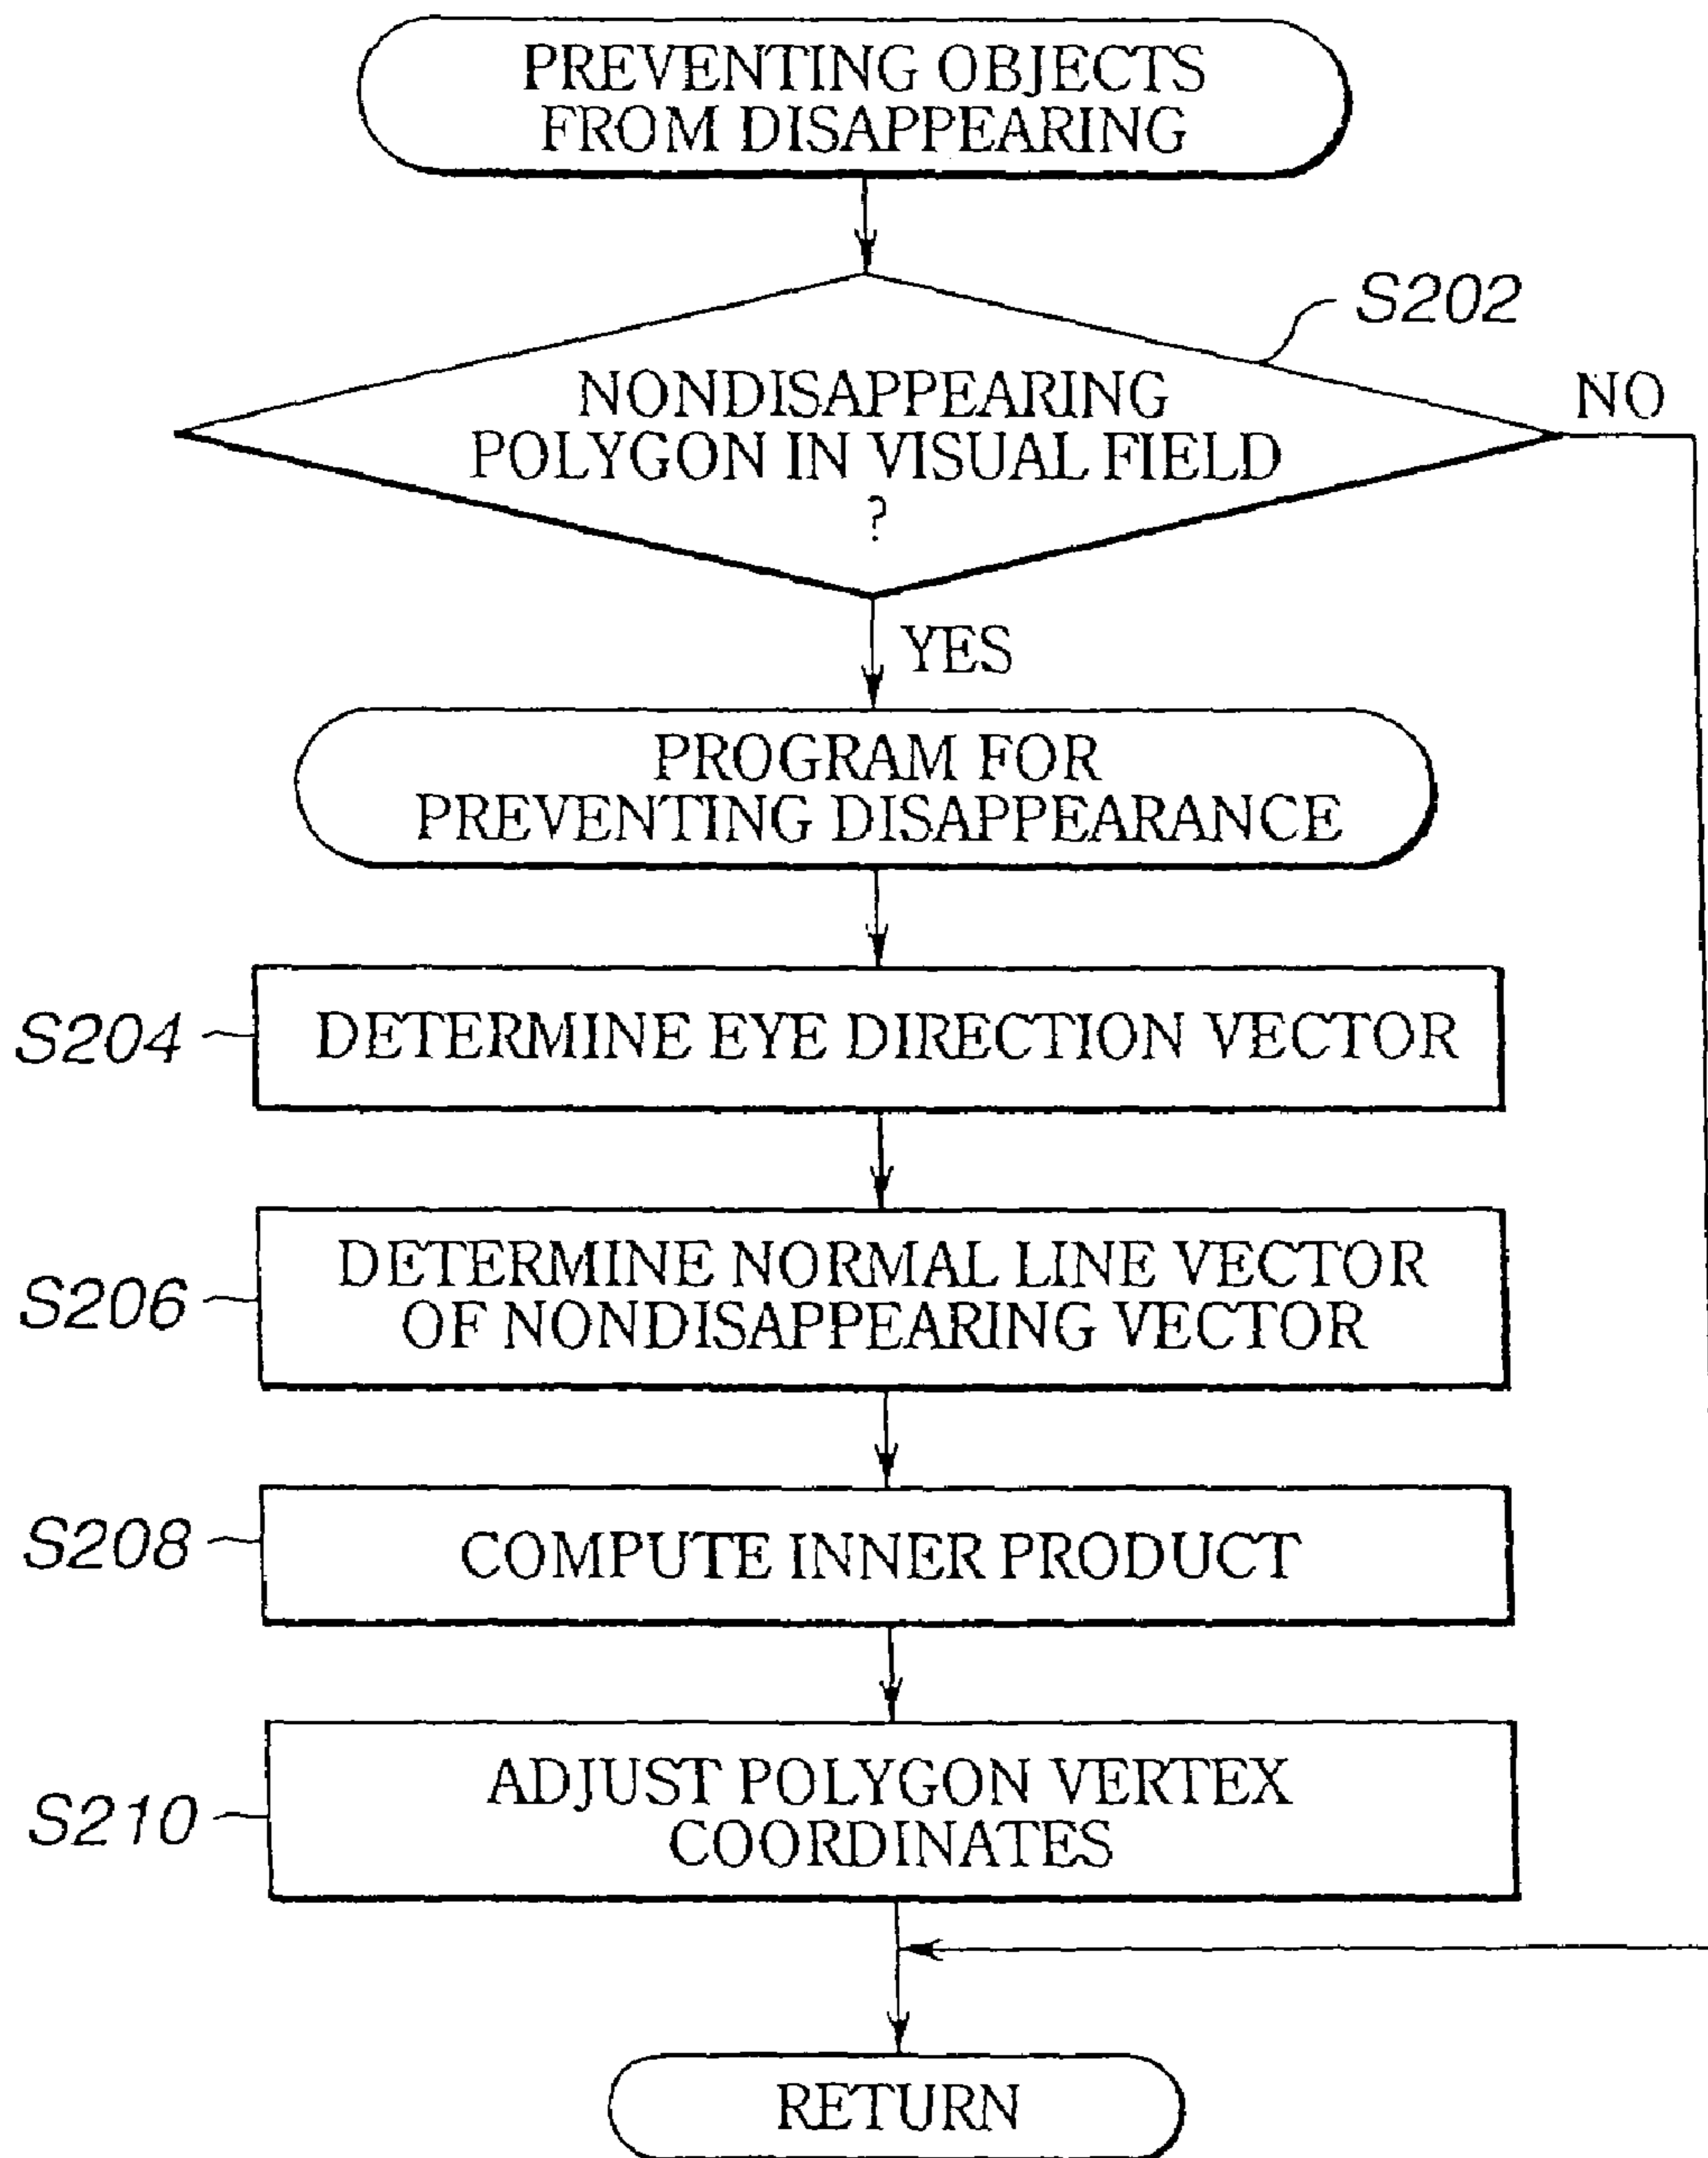 PREVENTING OBJECTS
FROM DISAPPEARING
S202
NONDISAPPEARING
POLYGON IN VISUAL FIELD
?
NO
YES
PROGRAM FOR
PREVENTING DISAPPEARANCE
S204
DETERMINE EYE DIRECTION VECTOR
S206
DETERMINE NORMAL LINE VECTOR
OF NONDISAPPEARING VECTOR
S208
COMPUTE INNER PRODUCT
S210
ADJUST POLYGON VERTEX
COORDINATES
RETURN